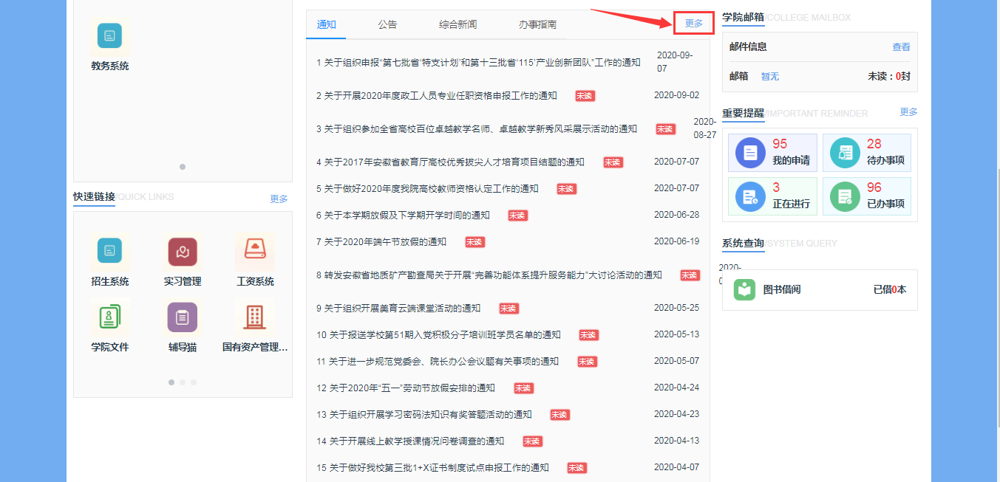 教务系统
快速链接/QUICK LINKS
更多
招生系统
实习管理
工资系统
学院文件
辅导猫
国有资产管理...
通知
公告
综合新闻
办事指南
更多
1 关于组织申报“第七批省‘特支计划’和第十三批省‘115’产业创新团队”工作的通知
2020-09-
07
2 关于开展2020年度政工人员专业任职资格申报工作的通知 未读 2020-09-02
3 关于组织参加全省高校百位卓越教学名师、卓越教学新秀风采展示活动的通知 未读
2020-
08-27
4 关于2017年安徽省教育厅高校优秀拔尖人才培育项目结题的通知 未读 2020-07-07
5 关于做好2020年度我院高校教师资格认定工作的通知 未读 2020-07-07
6 关于本学期放假及下学期开学时间的通知 未读 2020-06-28
7 关于2020年端午节放假的通知 未读 2020-06-19
8 转发安徽省地质矿产勘查局关于开展“完善功能体系提升服务能力”大讨论活动的通知 未读
2020-
9 关于组织开展美育云端课堂活动的通知 未读 2020-05-25
10 关于报送学校第51期入党积极分子培训班学员名单的通知 未读 2020-05-13
11 关于进一步规范党委会、院长办公会议题有关事项的通知 未读 2020-05-07
12 关于2020年“五一”劳动节放假安排的通知 未读 2020-04-24
13 关于组织开展学习密码法知识有奖答题活动的通知 未读 2020-04-23
14 关于开展线上教学授课情况问卷调查的通知 未读 2020-04-13
15 关于做好我校第三批1+X证书制度试点申报工作的通知 未读 2020-04-07
学院邮箱/COLLEGE MAILBOX
邮件信息 查看
邮箱 暂无 未读：0封
重要提醒/IMPORTANT REMINDER 更多
95
我的申请
28
待办事项
3
正在进行
96
已办事项
系统查询/SYSTEM QUERY
图书借阅 已借0本